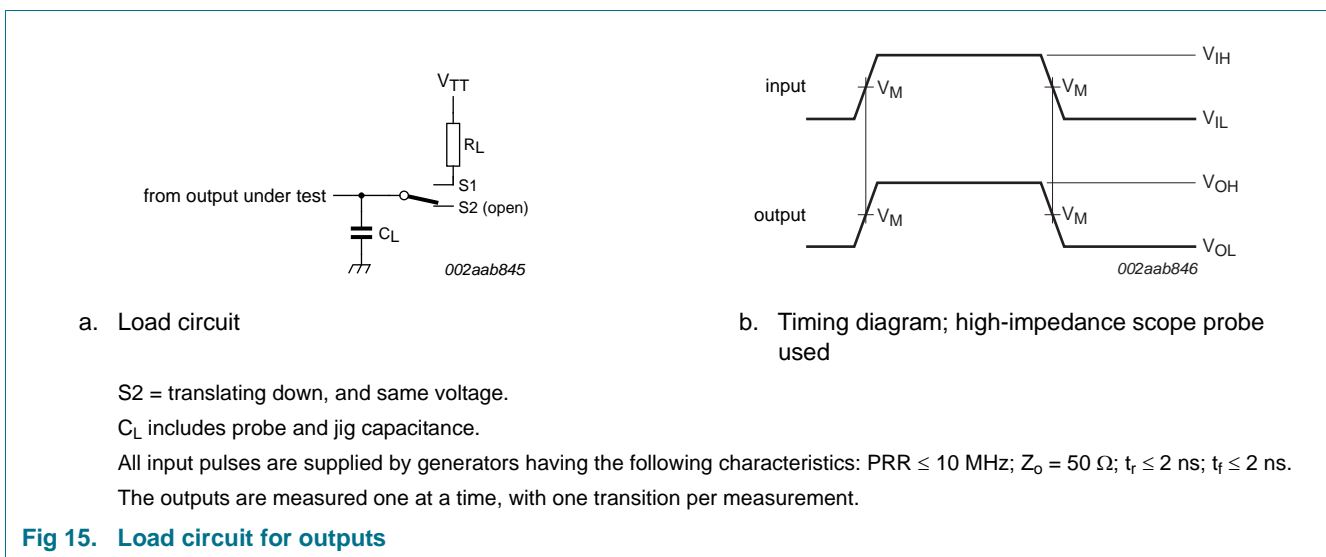 V_TT
R_L
S1
from output under test
S2 (open)
C_L
002aab845
V_IH
input
V_M
V_M
V_IL
V_OH
output
V_M
V_M
V_OL
002aab846
a. Load circuit
b. Timing diagram; high-impedance scope probe
used
S2 = translating down, and same voltage.
C_L includes probe and jig capacitance.
All input pulses are supplied by generators having the following characteristics: PRR ≤ 10 MHz; Z_o = 50 Ω; t_r ≤ 2 ns; t_f ≤ 2 ns.
The outputs are measured one at a time, with one transition per measurement.
Fig 15. Load circuit for outputs